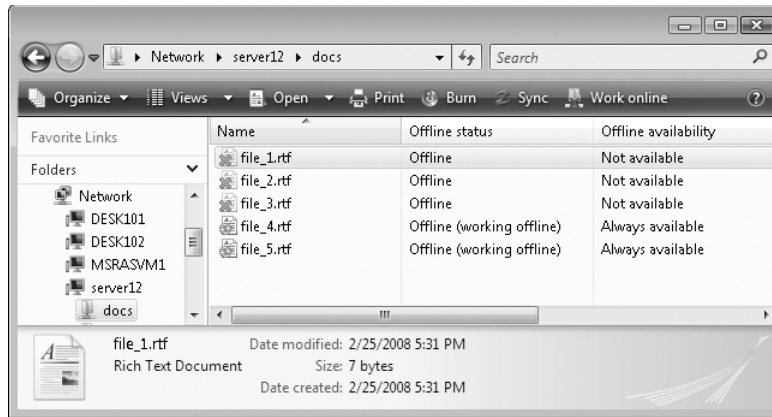 Network server12 docs Search
Organize Views Open Print Burn Sync Work online ?
Favorite Links
Folders
Network
DESK101
DESK102
MSRASVM1
server12
docs
Name Offline status Offline availability
file_1.rtf Offline Not available
file_2.rtf Offline Not available
file_3.rtf Offline Not available
file_4.rtf Offline (working offline) Always available
file_5.rtf Offline (working offline) Always available
file_1.rtf Date modified: 2/25/2008 5:31 PM
Rich Text Document Size: 7 bytes
Date created: 2/25/2008 5:31 PM